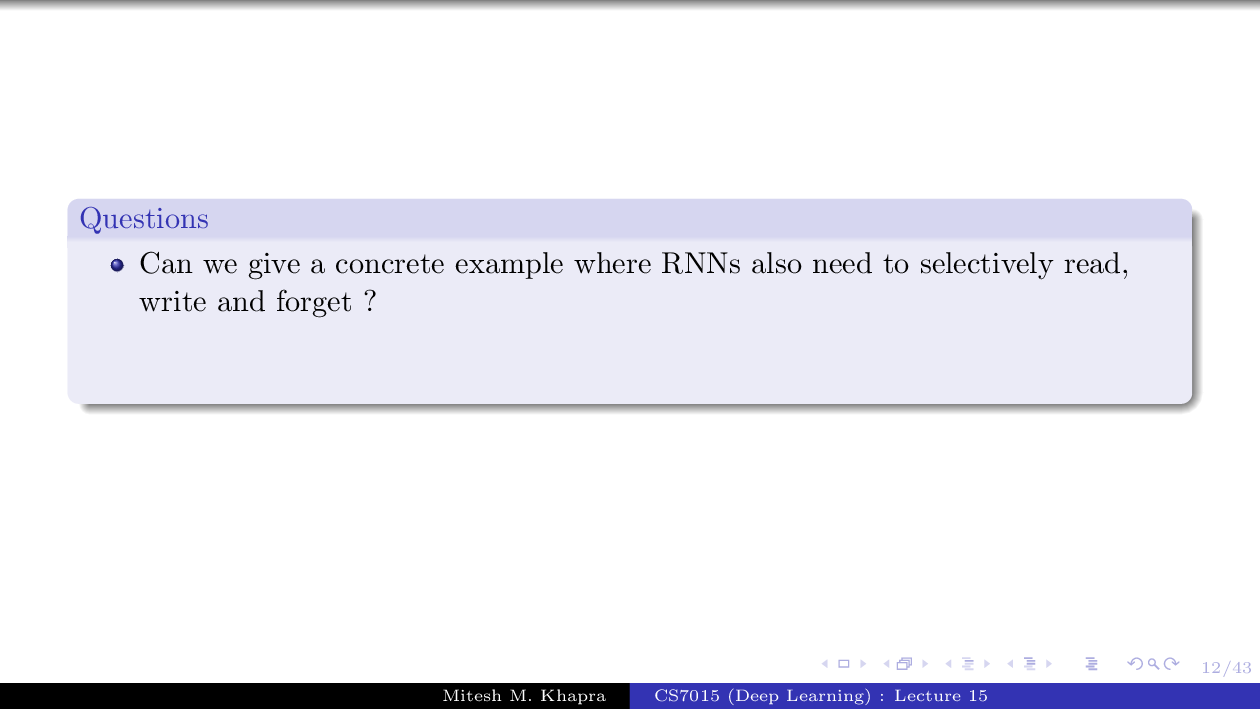 Questions
Can we give a concrete example where RNNs also need to selectively read,
write and forget ?
12/43
Mitesh M. Khapra
CS7015 (Deep Learning) : Lecture 15